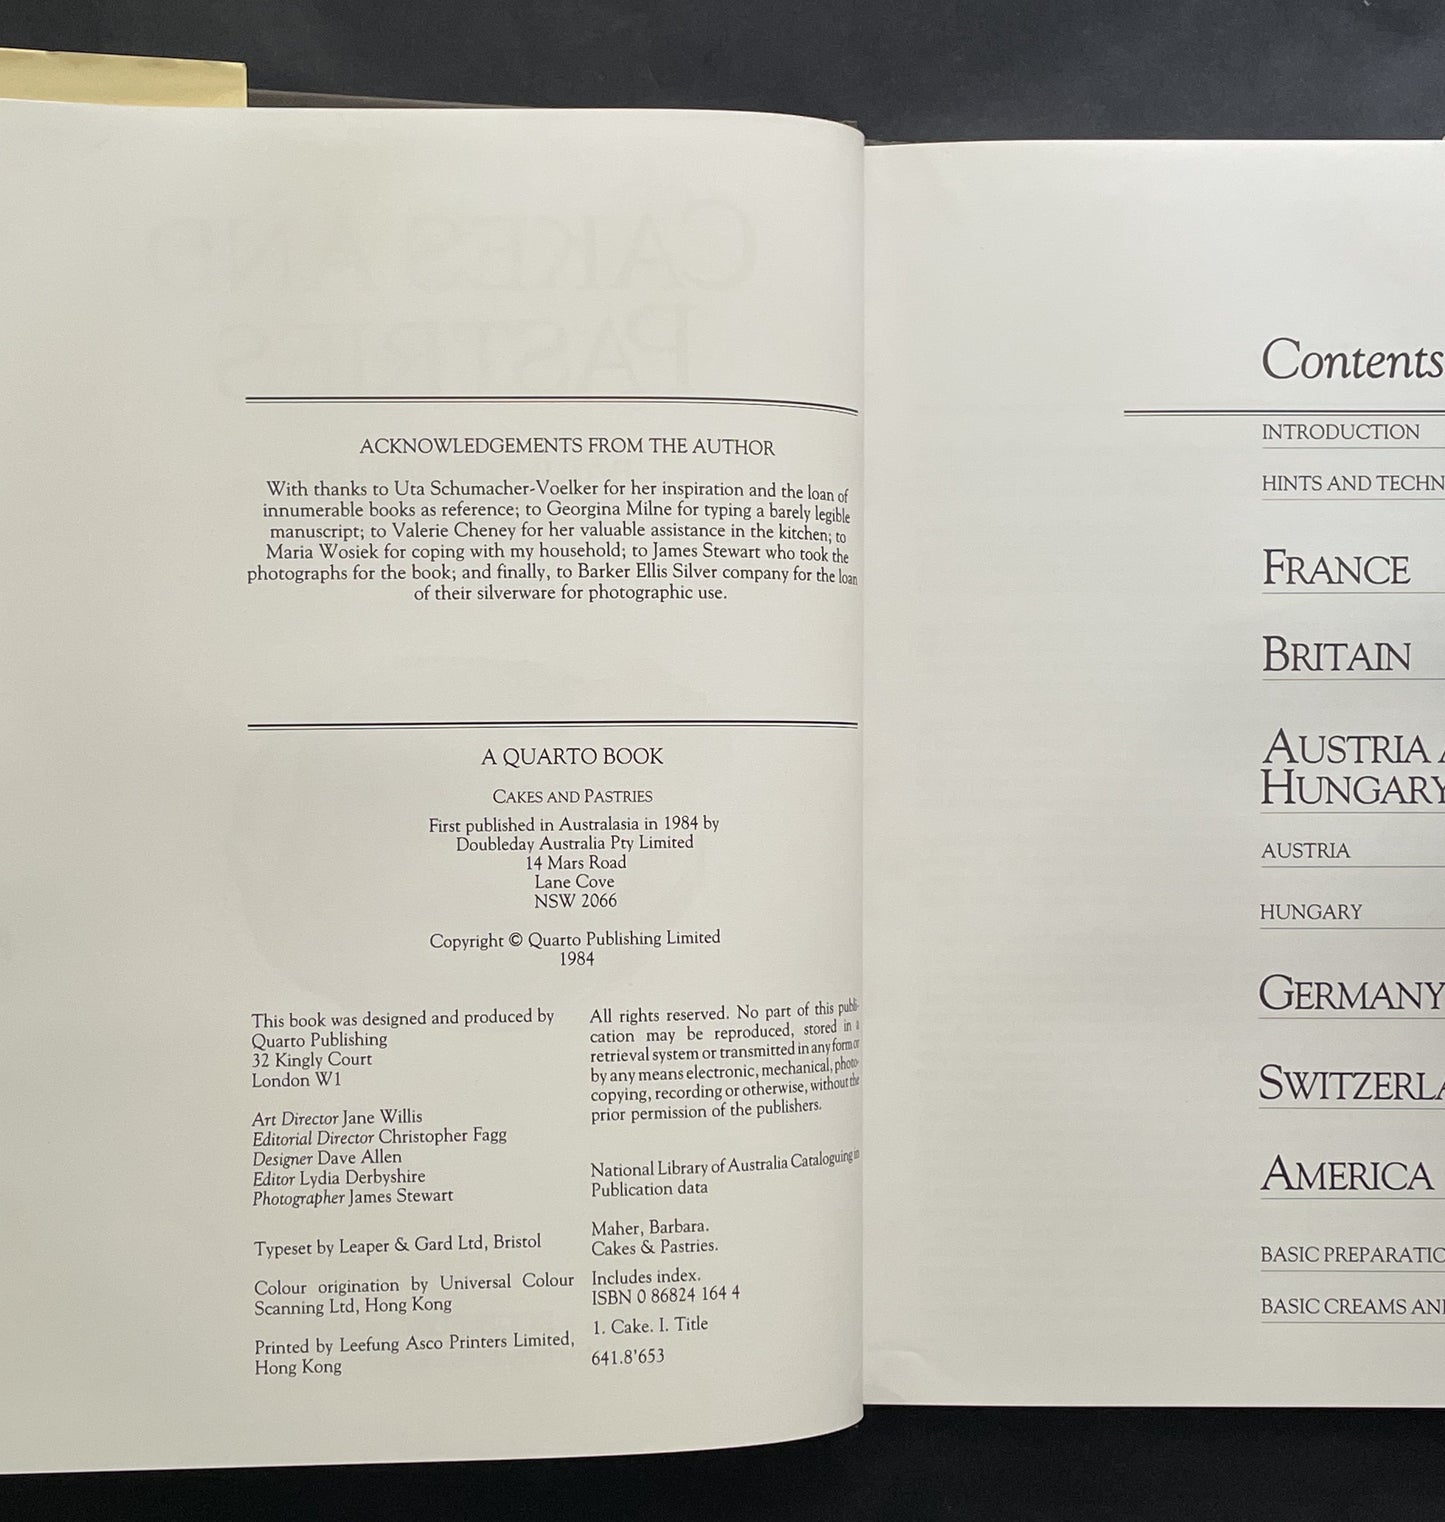 ACKNOWLEDGEMENTS FROM THE AUTHOR
With thanks to Uta Schumacher-Voelker for her inspiration and the loan of
innumerable books as reference; to Georgina Milne for typing a barely legible
manuscript; to Valerie Cheney for her valuable assistance in the kitchen; to
Maria Wosiek for coping with my household; to James Stewart who took the
photographs for the book; and finally, to Barker Ellis Silver company for the loan
of their silverware for photographic use.
A QUARTO BOOK
CAKES AND PASTRIES
First published in Australasia in 1984 by
Doubleday Australia Pty Limited
14 Mars Road
Lane Cove
NSW 2066
Copyright © Quarto Publishing Limited
1984
This book was designed and produced by
Quarto Publishing
32 Kingly Court
London W1
Art Director Jane Willis
Editorial Director Christopher Fagg
Designer Dave Allen
Editor Lydia Derbyshire
Photographer James Stewart
Typeset by Leaper & Gard Ltd, Bristol
Colour origination by Universal Colour
Scanning Ltd, Hong Kong
Printed by Leefung Asco Printers Limited,
Hong Kong
All rights reserved. No part of this publi-
cation may be reproduced, stored in a
retrieval system or transmitted in any form or
by any means electronic, mechanical, photo-
copying, recording or otherwise, without the
prior permission of the publishers.
National Library of Australia Cataloguing in
Publication data
Maher, Barbara.
Cakes & Pastries.
Includes index.
ISBN 0 86824 164 4
1. Cake. I. Title
641.8'653
Contents
INTRODUCTION
HINTS AND TECHN
FRANCE
BRITAIN
AUSTRIA A
HUNGARY
AUSTRIA
HUNGARY
GERMANY
SWITZERLA
AMERICA
BASIC PREPARATIO
BASIC CREAMS AN